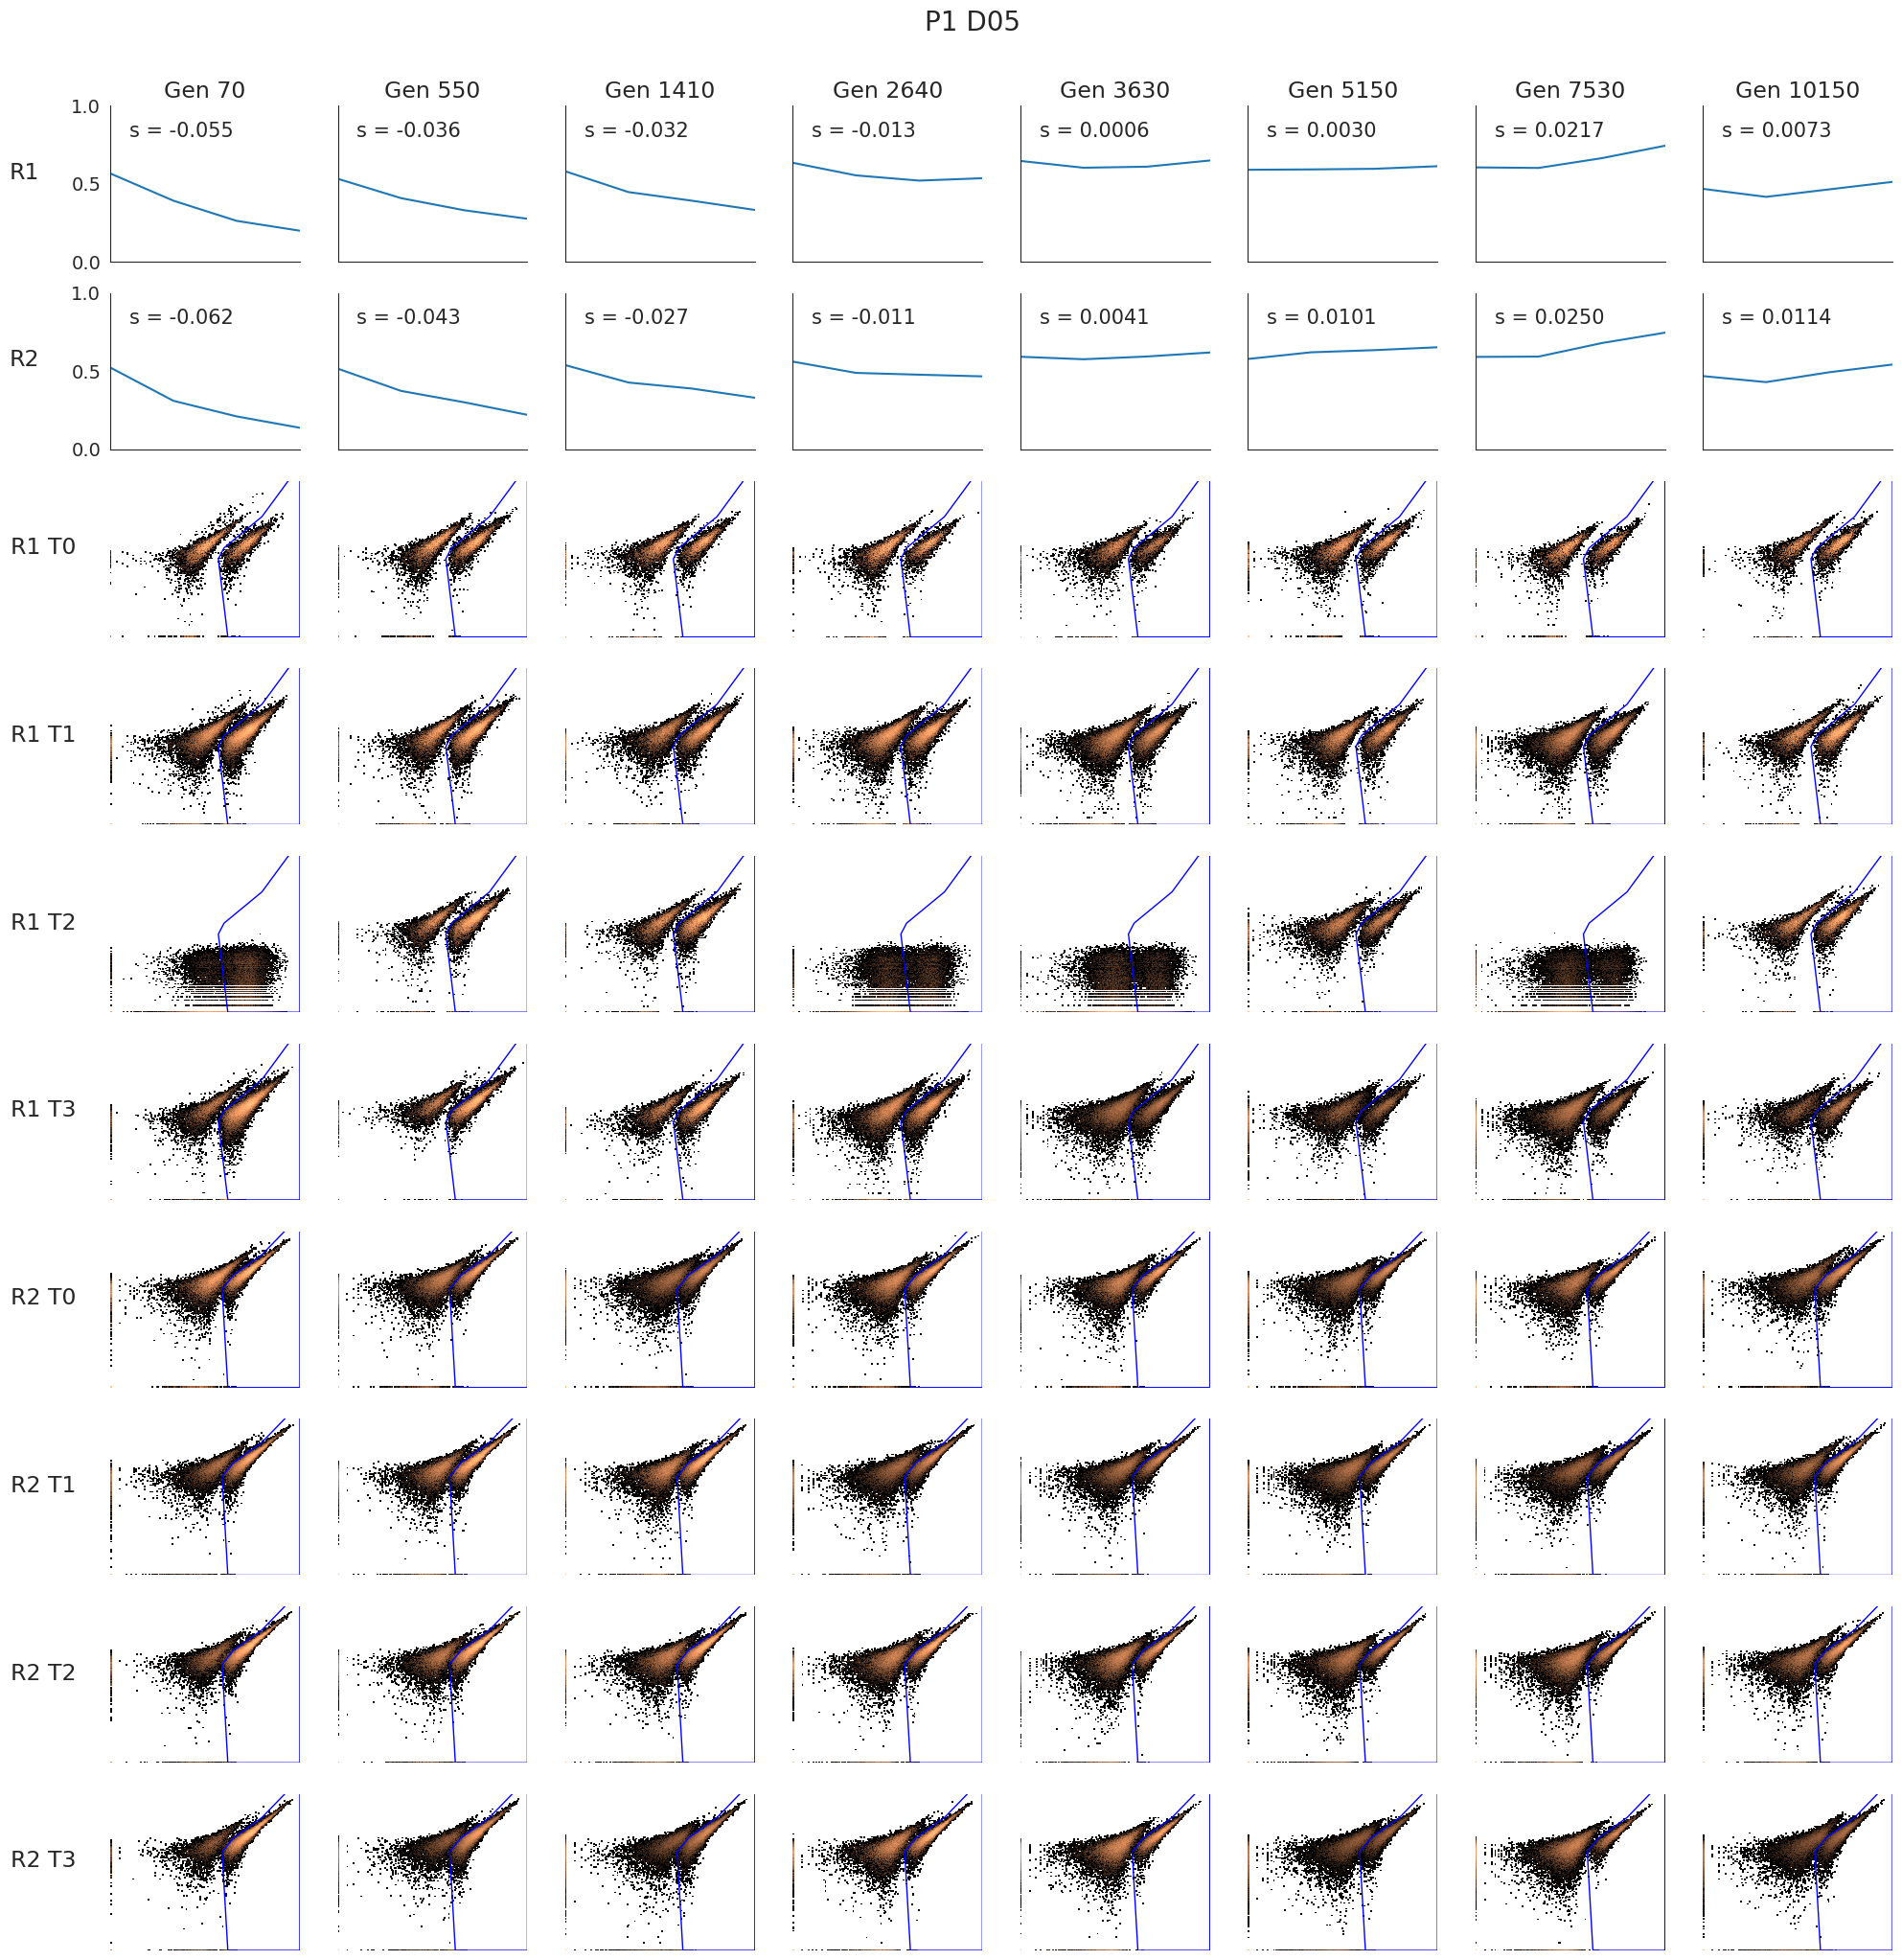 P1 D05
Gen 70 Gen 550 Gen 1410 Gen 2640 Gen 3630 Gen 5150 Gen 7530 Gen 10150
1.0
s = -0.055 s = -0.036 s = -0.032 s = -0.013 s = 0.0006 s = 0.0030 s = 0.0217 s = 0.0073
R1
0.5
0.0
1.0
s = -0.062 s = -0.043 s = -0.027 s = -0.011 s = 0.0041 s = 0.0101 s = 0.0250 s = 0.0114
R2
0.5
0.0
R1 T0
R1 T1
R1 T2
R1 T3
R2 T0
R2 T1
R2 T2
R2 T3